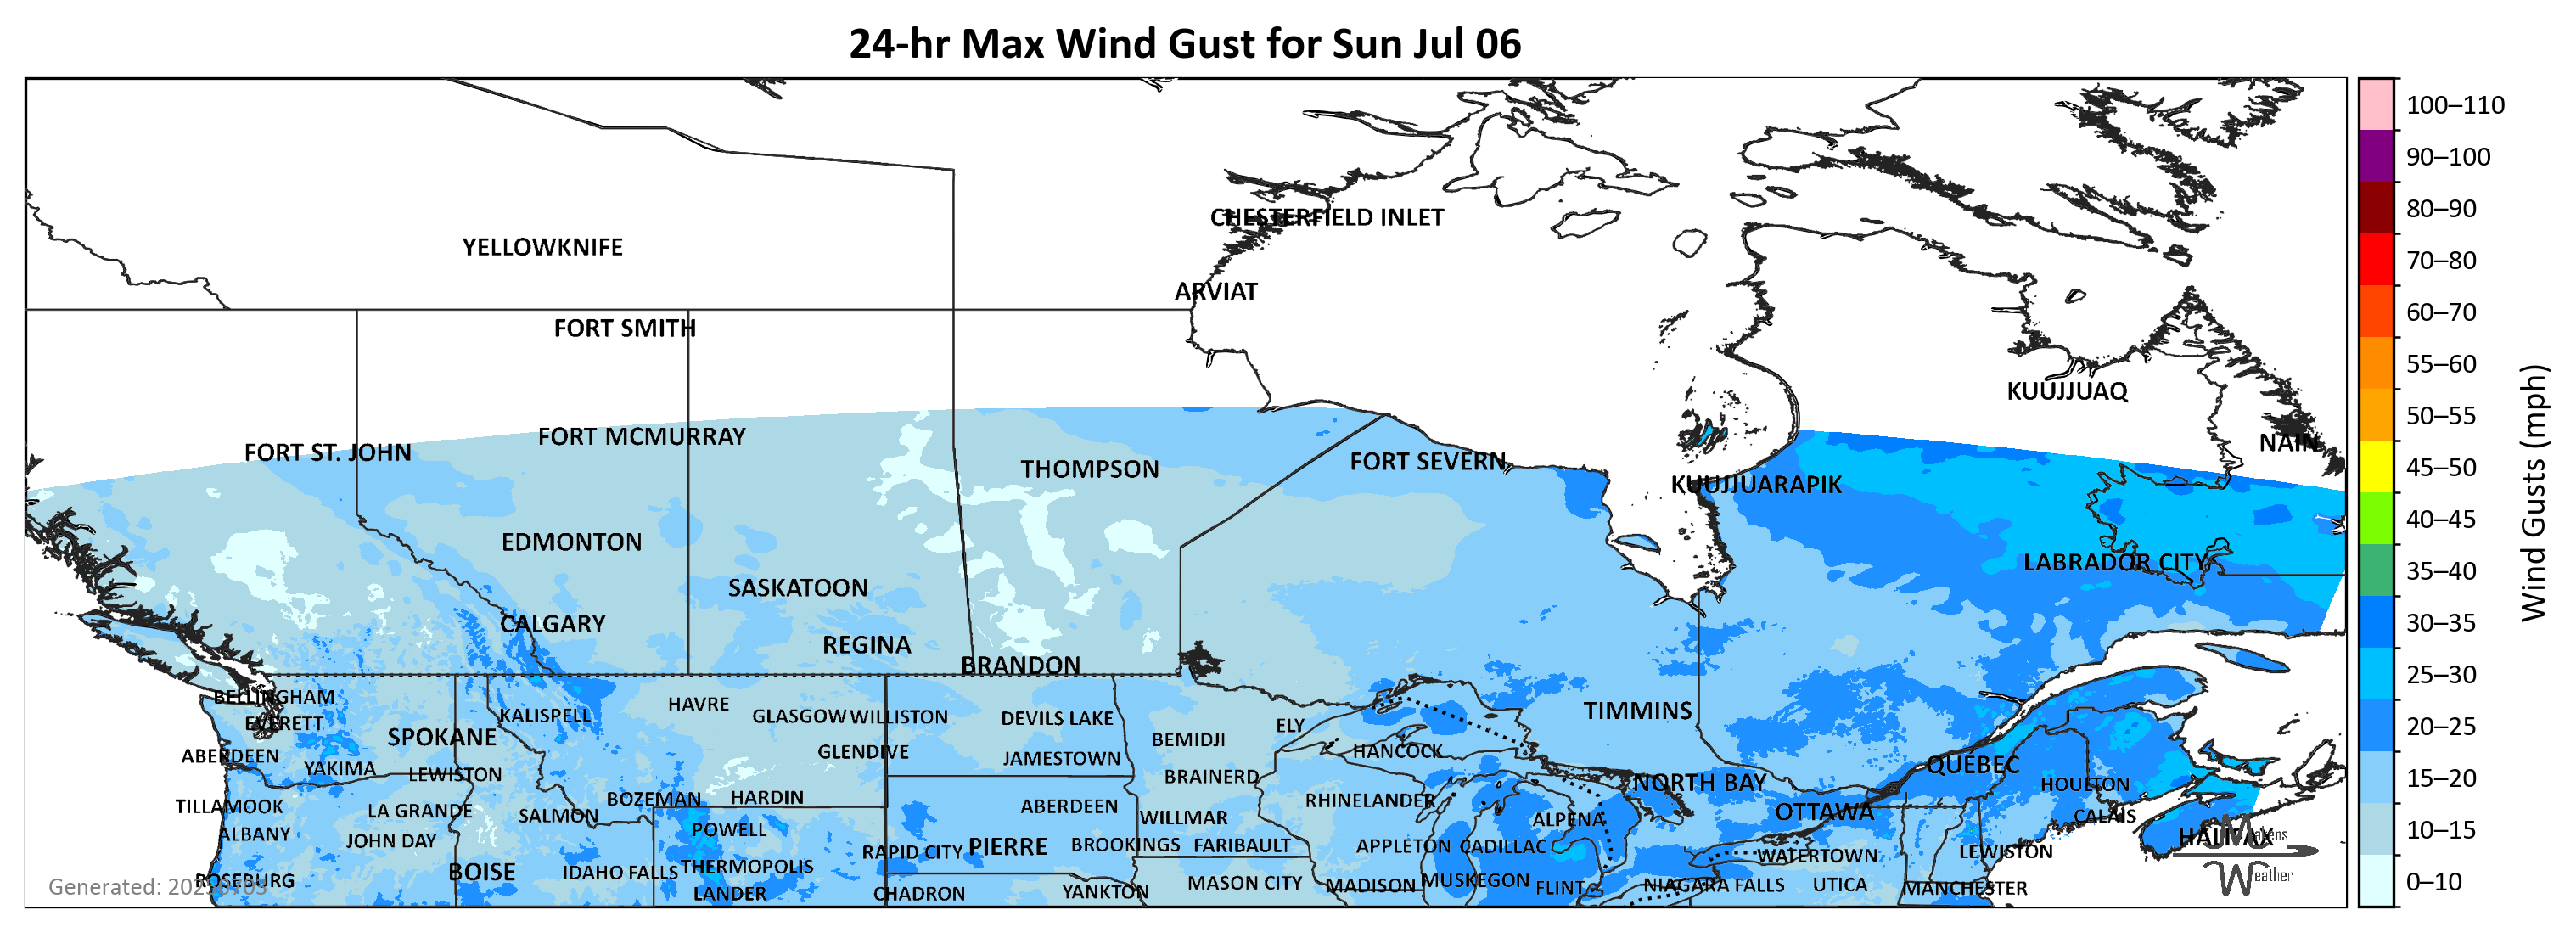 24-hr Max Wind Gust for Sun Jul 06
100–110
90–100
80–90
70–80
60–70
55–60
50–55
45–50
40–45
35–40
30–35
25–30
20–25
15–20
10–15
0–10
Wind Gusts (mph)
CHESTERFIELD INLET
YELLOWKNIFE
ARVIAT
FORT SMITH
KUUJJUAQ
FORT MCMURRAY
NAIN
FORT ST. JOHN
FORT SEVERN
THOMPSON
KUUJJUARAPIK
EDMONTON
LABRADOR CITY
SASKATOON
CALGARY
REGINA
BRANDON
BELLINGHAM
HAVRE
TIMMINS
KALISPELL
GLASGOW
WILLISTON
DEVILS LAKE
EVERETT
ELY
SPOKANE
BEMIDJI
GLENDIVE
HANCOCK
ABERDEEN
JAMESTOWN
QUÉBEC
YAKIMA
LEWISTON
BRAINERD
NORTH BAY
HOULTON
BOZEMAN
HARDIN
RHINELANDER
TILLAMOOK
ABERDEEN
LA GRANDE
SALMON
OTTAWA
CALAIS
WILLMAR
ALPENA
POWELL
ALBANY
HALIFAX
Makens
JOHN DAY
PIERRE
BROOKINGS
FARIBAULT
APPLETON
CADILLAC
RAPID CITY
LEWISTON
WATERTOWN
THERMOPOLIS
BOISE
IDAHO FALLS
Weather
ROSEBURG
MUSKEGON
MASON CITY
MADISON
NIAGARA FALLS
UTICA
Generated:
FLINT
MANCHESTER
YANKTON
LANDER
CHADRON